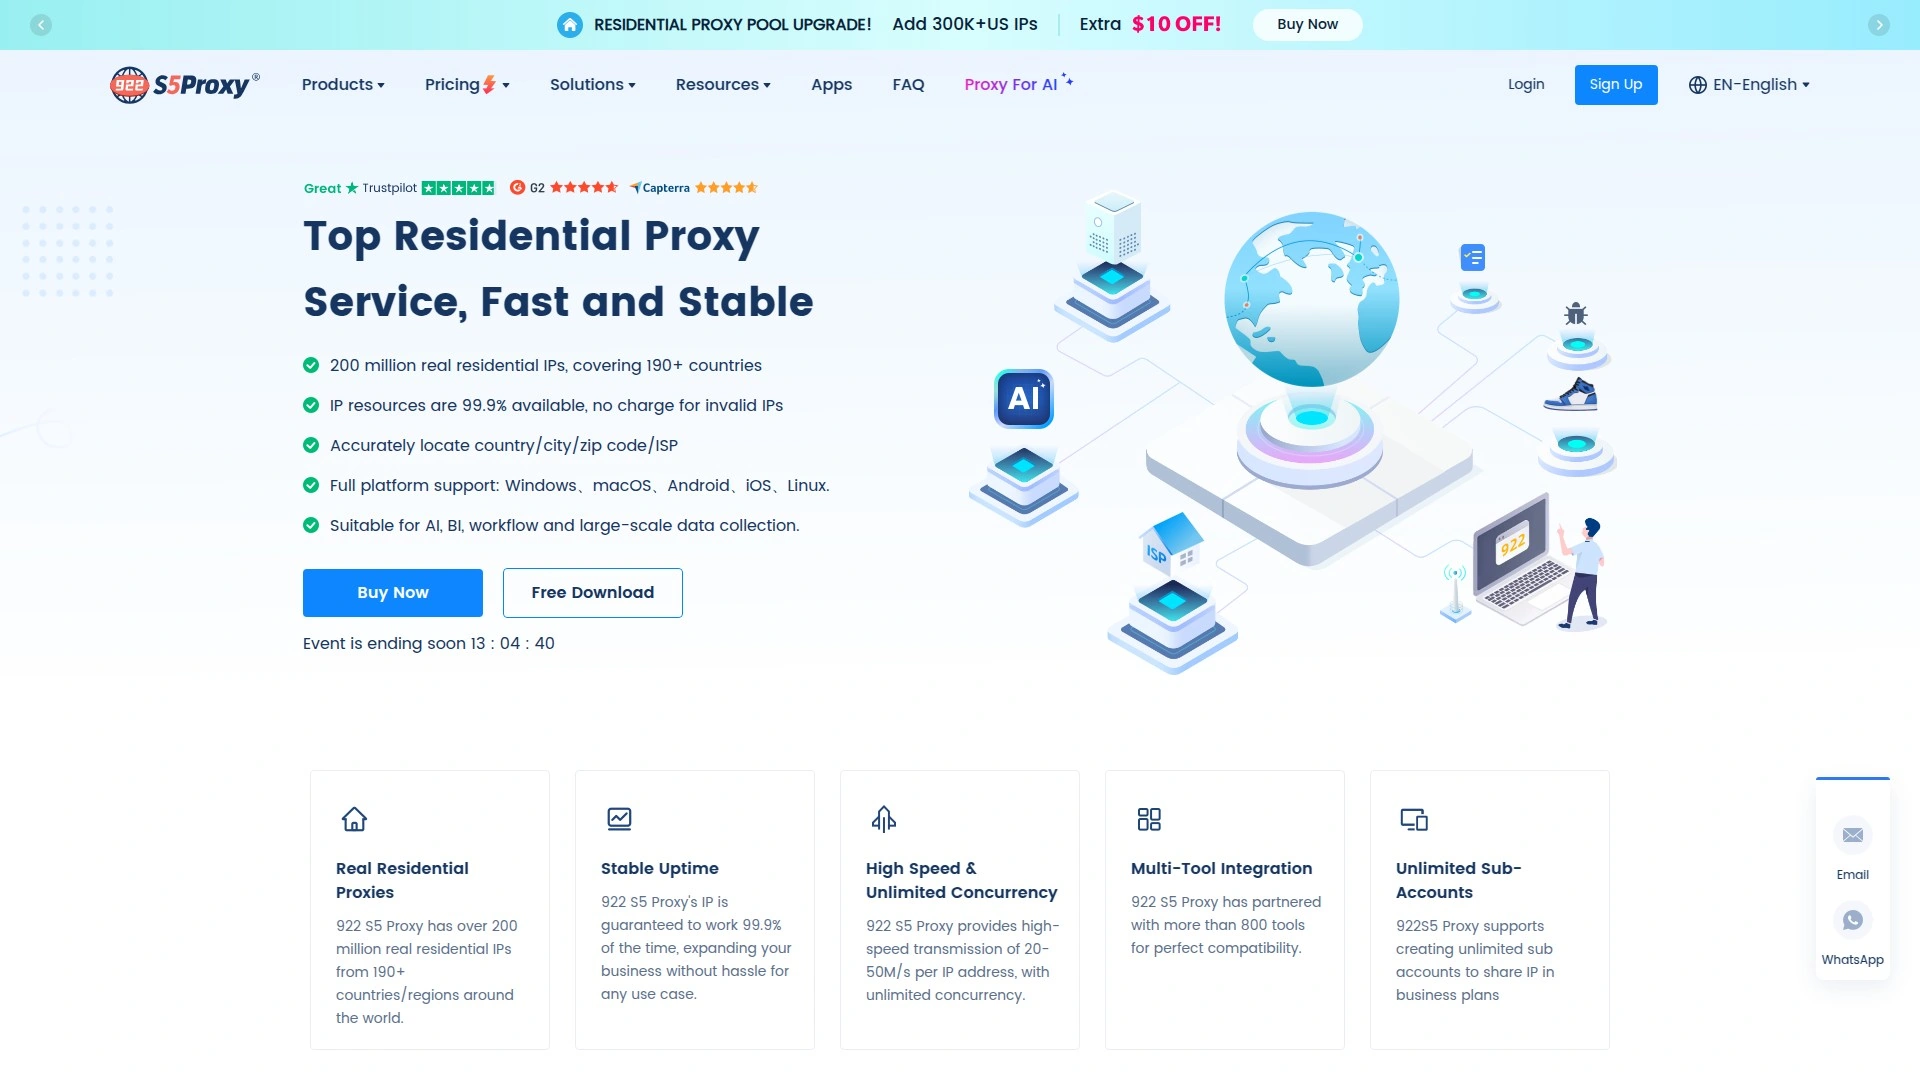 RESIDENTIAL PROXY POOL UPGRADE! Add 300K+US IPs Extra $10 OFF! Buy Now
922 S5Proxy ® Products Pricing Solutions Resources Apps FAQ Proxy For AI Login Sign Up EN-English
Great Trustpilot G2 Capterra
Top Residential Proxy
Service, Fast and Stable
200 million real residential IPs, covering 190+ countries
IP resources are 99.9% available, no charge for invalid IPs
Accurately locate country/city/zip code/ISP
Full platform support: Windows、macOS、Android、iOS、Linux.
Suitable for AI, BI, workflow and large-scale data collection.
Buy Now Free Download
Event is ending soon 13 : 04 : 40
AI
ISP
922
Real Residential
Proxies
922 S5 Proxy has over 200
million real residential IPs
from 190+
countries/regions around
the world.
Stable Uptime
922 S5 Proxy's IP is
guaranteed to work 99.9%
of the time, expanding your
business without hassle for
any use case.
High Speed &
Unlimited Concurrency
922 S5 Proxy provides high-
speed transmission of 20-
50M/s per IP address, with
unlimited concurrency.
Multi-Tool Integration
922 S5 Proxy has partnered
with more than 800 tools
for perfect compatibility.
Unlimited Sub-
Accounts
922S5 Proxy supports
creating unlimited sub
accounts to share IP in
business plans
Email
WhatsApp